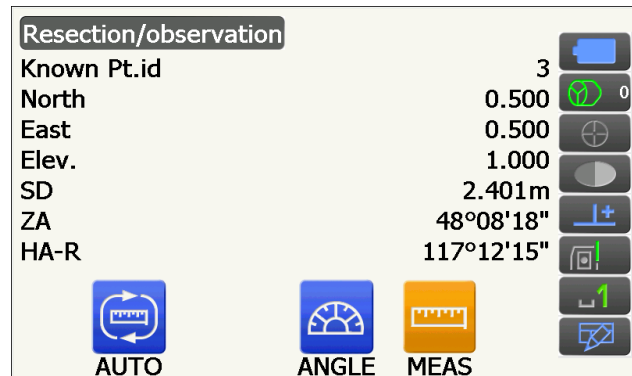 Resection/observation
Known Pt.id 3
North 0.500
East 0.500
Elev. 1.000
SD 2.401m
ZA 48°08'18"
HA-R 117°12'15"
0
1
AUTO ANGLE MEAS